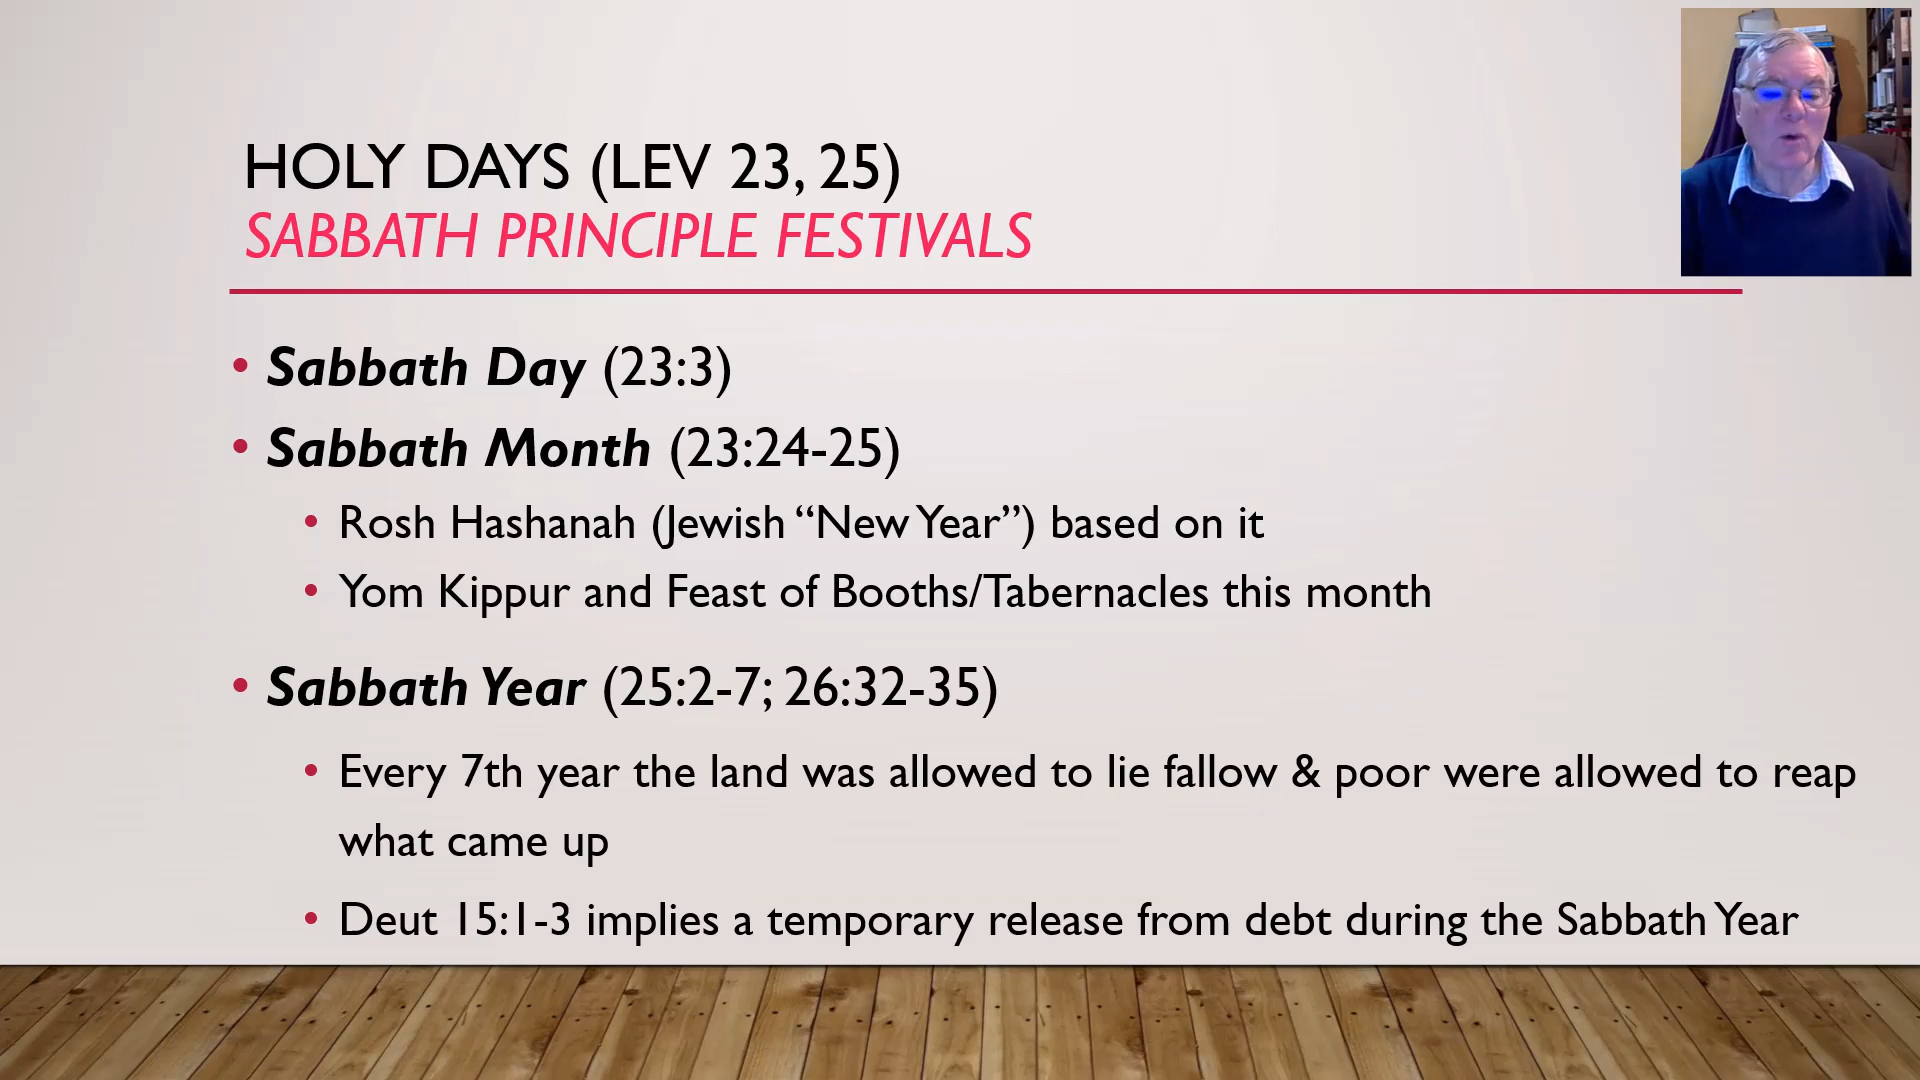 HOLY DAYS (LEV 23, 25)
SABBATH PRINCIPLE FESTIVALS
• Sabbath Day (23:3)
• Sabbath Month (23:24-25)
• Rosh Hashanah (Jewish “New Year”) based on it
• Yom Kippur and Feast of Booths/Tabernacles this month
• Sabbath Year (25:2-7; 26:32-35)
• Every 7th year the land was allowed to lie fallow & poor were allowed to reap
what came up
• Deut 15:1-3 implies a temporary release from debt during the Sabbath Year